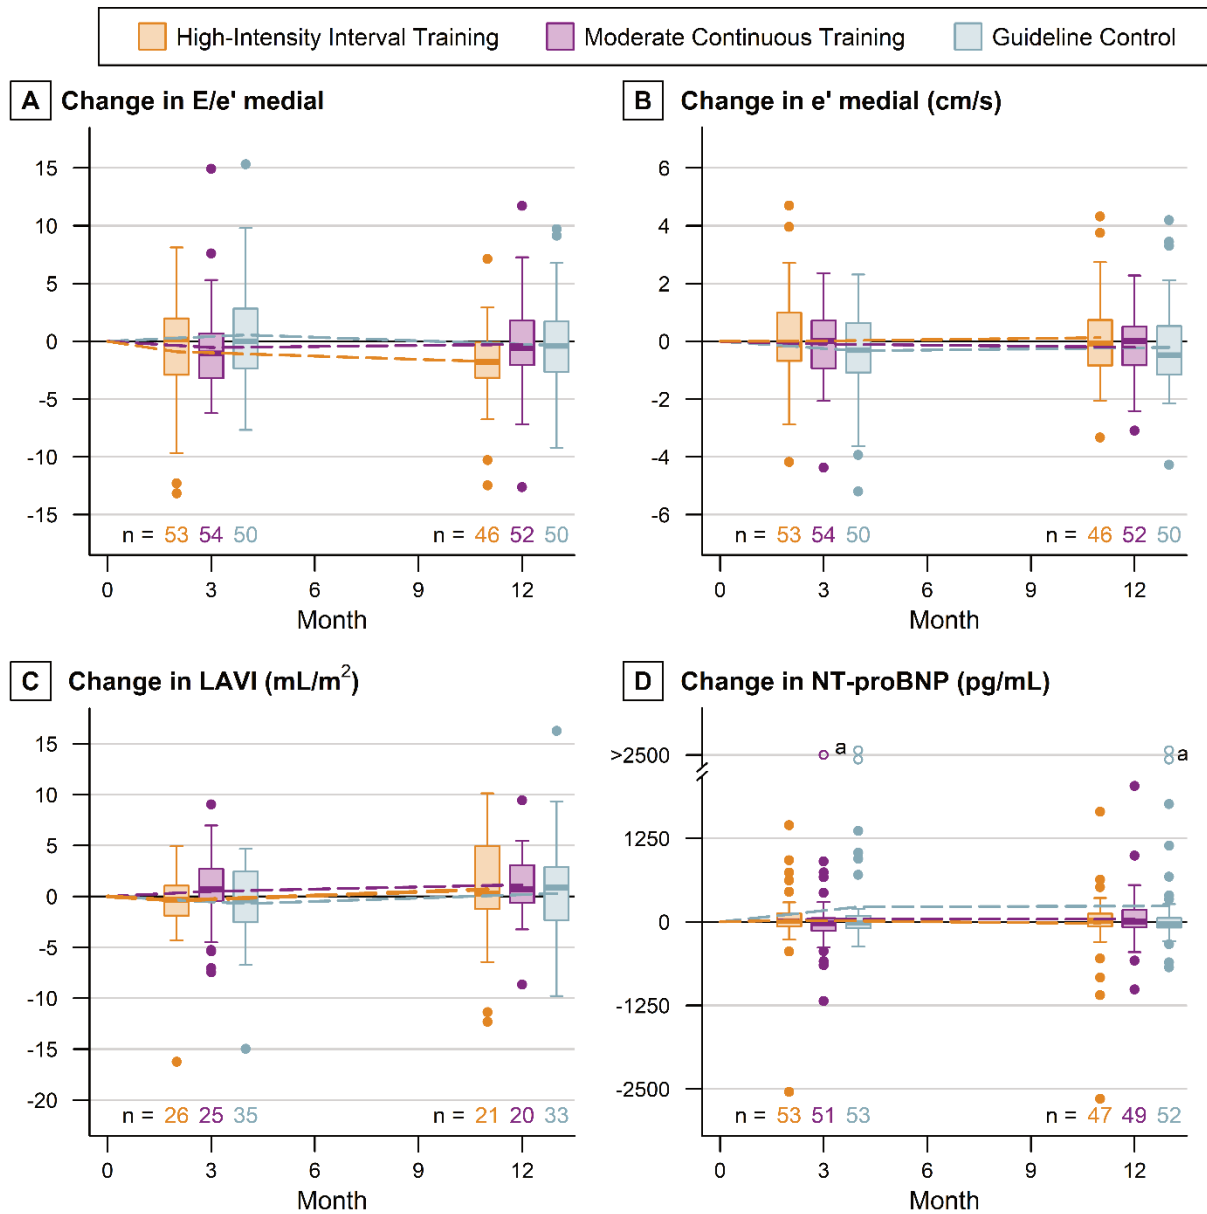 High-Intensity Interval Training Moderate Continuous Training Guideline Control
A Change in E/e' medial
15
10
5
0
-5
-10
-15
n = 53 54 50 n = 46 52 50
0 3 6 9 12
Month
B Change in e' medial (cm/s)
6
4
2
0
-2
-4
-6
n = 53 54 50 n = 46 52 50
0 3 6 9 12
Month
C Change in LAVI (mL/m²)
15
10
5
0
-5
-10
-15
-20
n = 26 25 35 n = 21 20 33
0 3 6 9 12
Month
D Change in NT-proBNP (pg/mL)
a
>2500 a
1250
0
-1250
-2500
n = 53 51 53 n = 47 49 52
0 3 6 9 12
Month